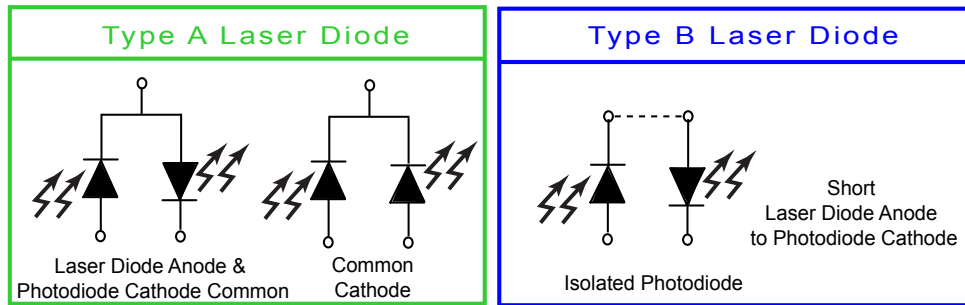 Type A Laser Diode
Laser Diode Anode &
Photodiode Cathode Common
Common
Cathode
Type B Laser Diode
Short
Laser Diode Anode
to Photodiode Cathode
Isolated Photodiode